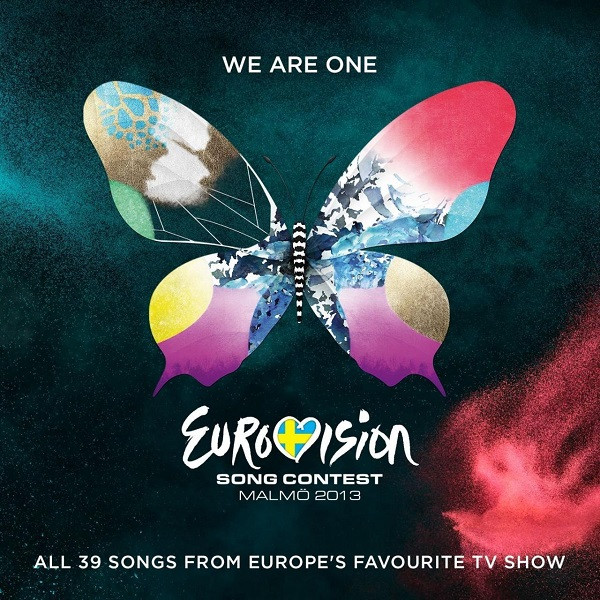 WE ARE ONE
EUROVISION
SONG CONTEST
MALMÖ 2013
ALL 39 SONGS FROM EUROPE'S FAVOURITE TV SHOW